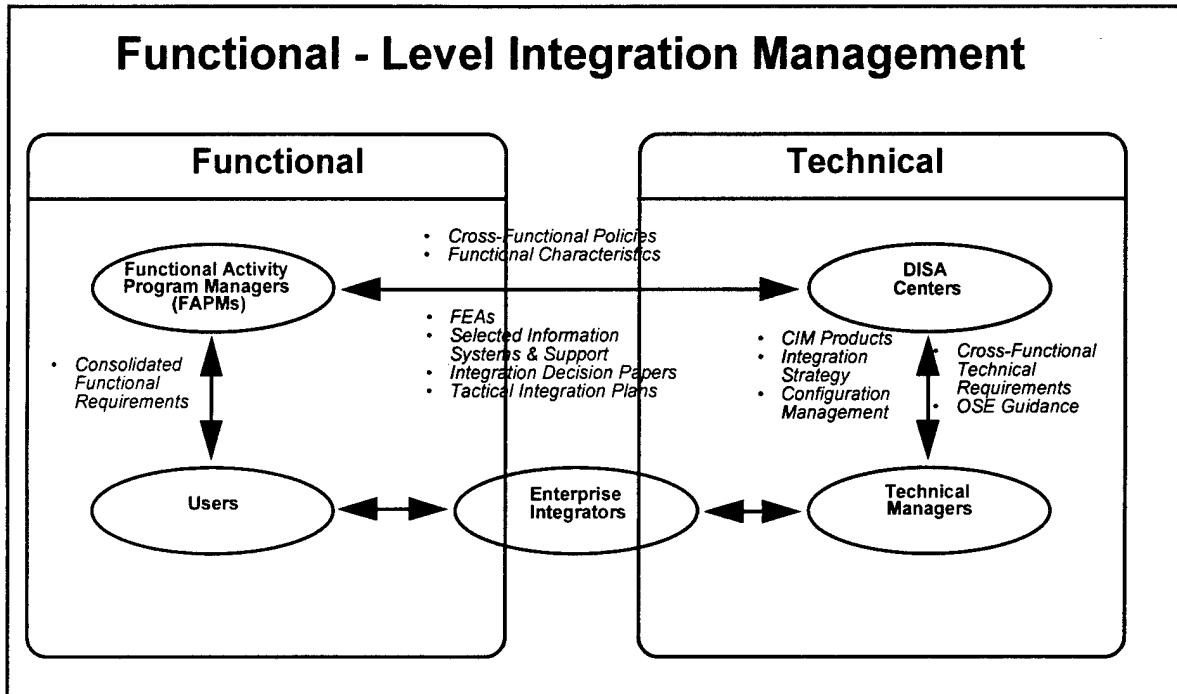 Functional - Level Integration Management
Functional
Technical
• Cross-Functional Policies
• Functional Characteristics
Functional Activity
Program Managers
(FAPMs)
DISA
Centers
• FEAs
• Selected Information
Systems & Support
• Integration Decision Papers
• Tactical Integration Plans
• Consolidated
Functional
Requirements
• CIM Products
• Integration
Strategy
• Configuration
Management
• Cross-Functional
Technical
Requirements
• OSE Guidance
Users
Enterprise
Integrators
Technical
Managers